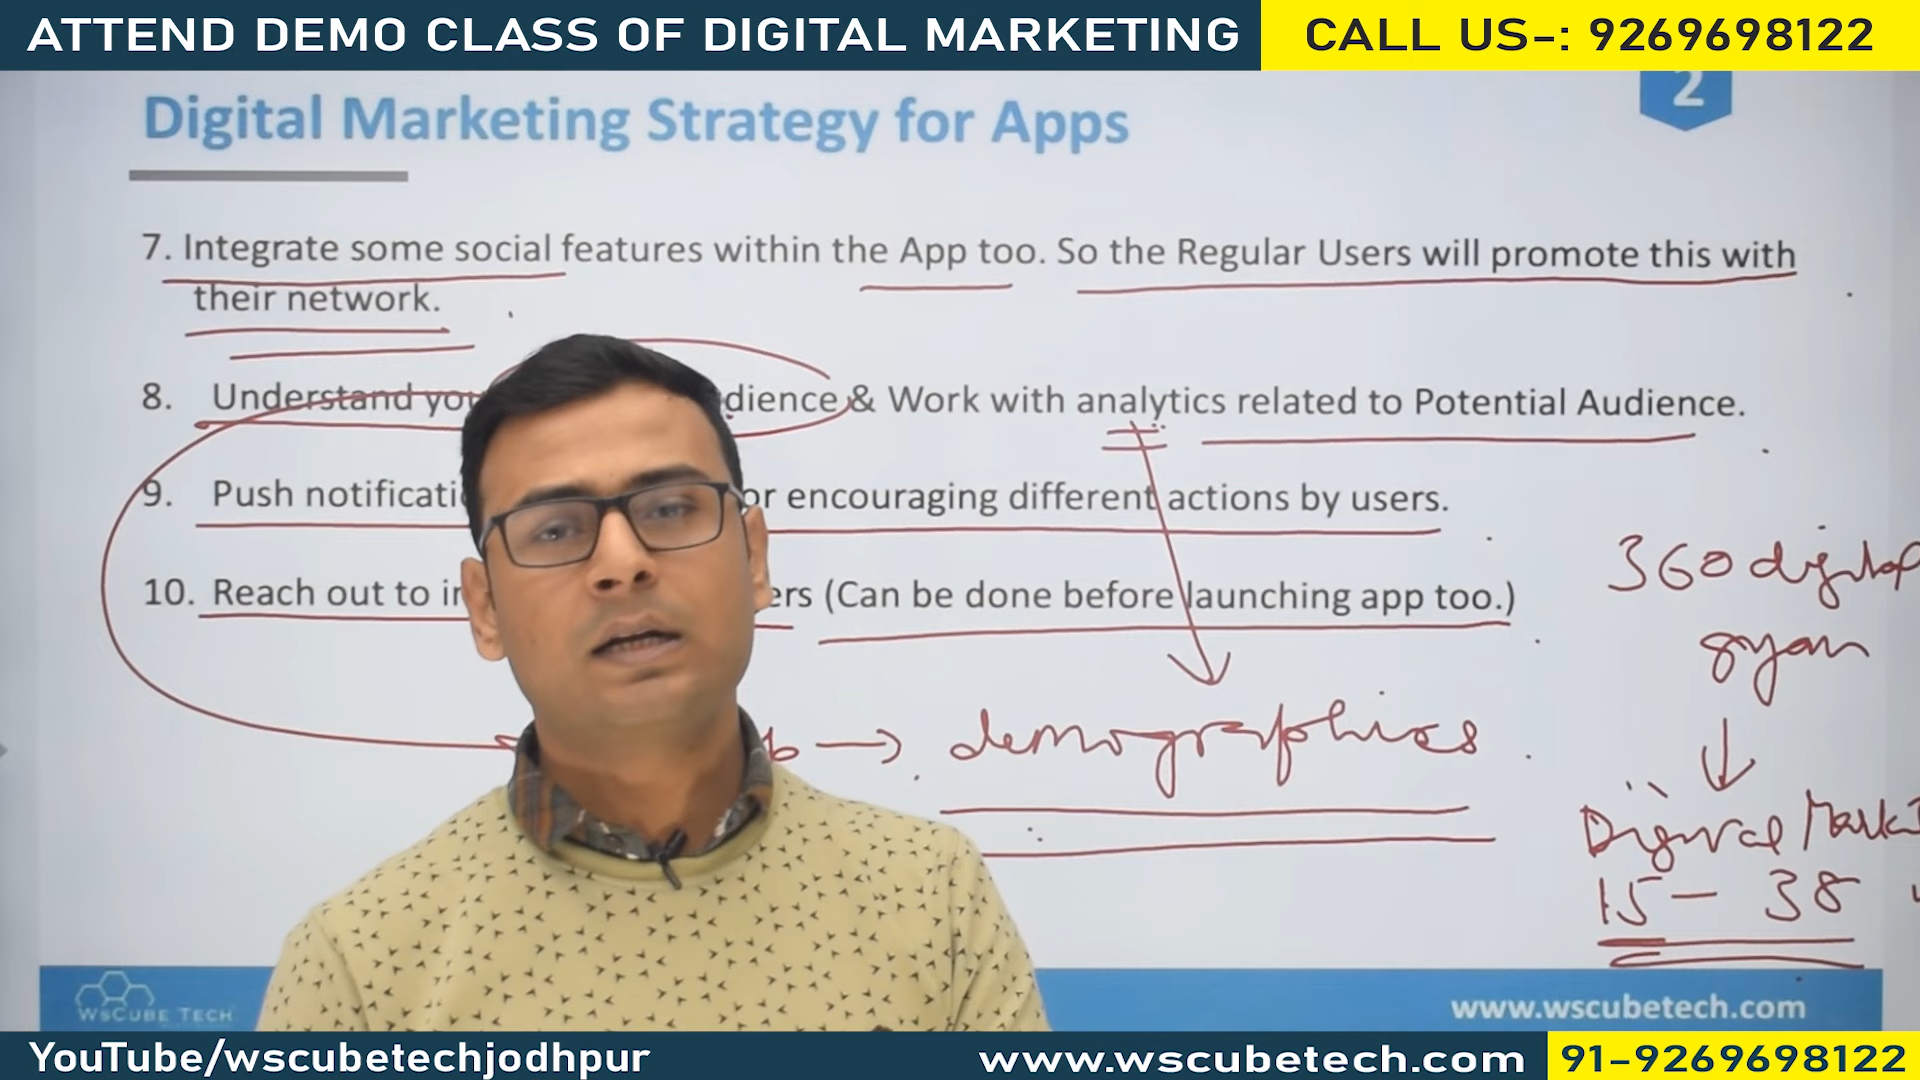 ATTEND DEMO CLASS OF DIGITAL MARKETING
CALL US-: 9269698122
2
Digital Marketing Strategy for Apps
7. Integrate some social features within the App too. So the Regular Users will promote this with
their network.
8. Understand dience & Work with analytics related to Potential Audience.
9. Push encouraging different actions by users.
10. Reach out to ers (Can be done before launching app too.)
360 digital
gyan
demographics
Digital
15 - 38
WsCUBE TECH
www.wscubetech.com
YouTube/wscubetechjodhpur
www.wscubetech.com
91-9269698122